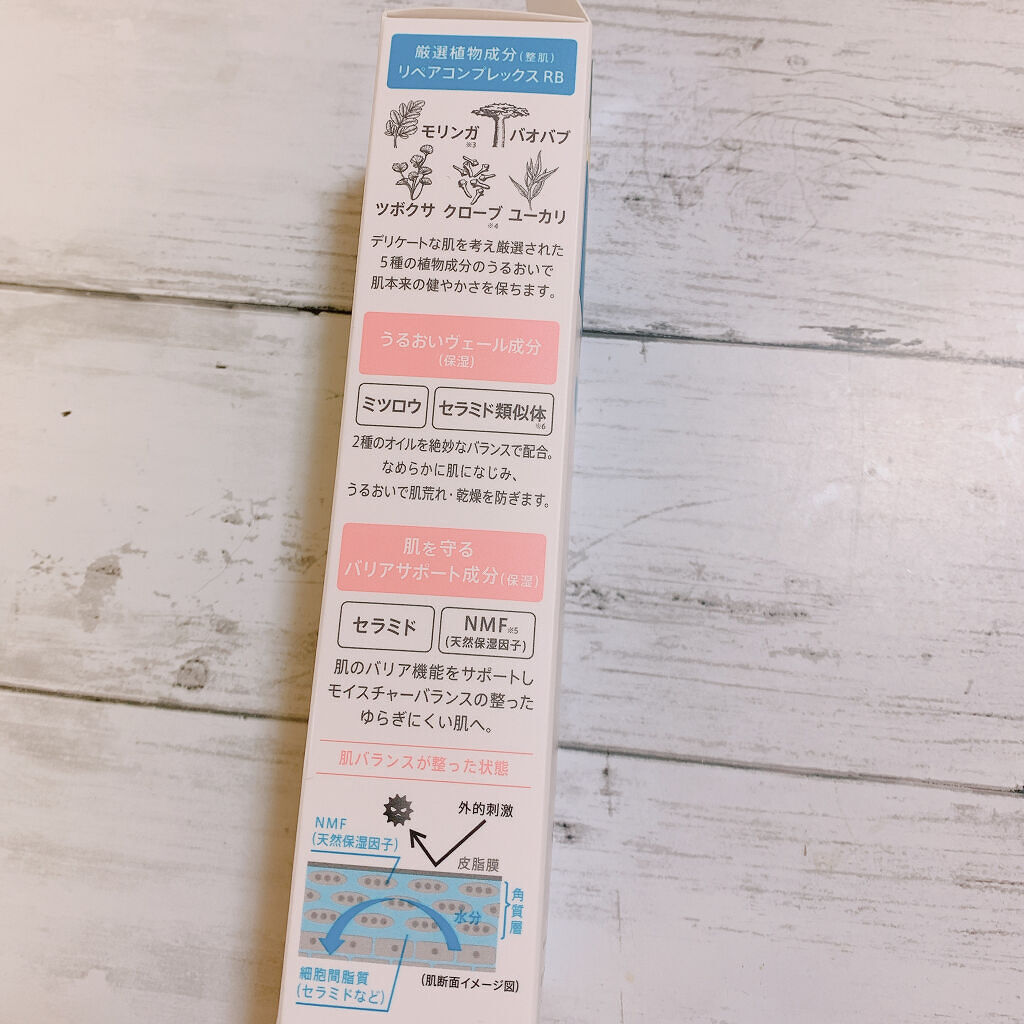 厳選植物成分(整肌)
リペアコンプレックス RB
モリンガ※3 バオバブ
ツボクサ クローブ※4 ユーカリ
デリケートな肌を考え厳選された
5種の植物成分のうるおいで
肌本来の健やかさを保ちます。
うるおいヴェール成分
(保湿)
ミツロウ セラミド類似体※6
2種のオイルを絶妙なバランスで配合。
なめらかに肌になじみ、
うるおいで肌荒れ・乾燥を防ぎます。
肌を守る
バリアサポート成分(保湿)
セラミド NMF※5
(天然保湿因子)
肌のバリア機能をサポートし
モイスチャーバランスの整った
ゆらぎにくい肌へ。
肌バランスが整った状態
外的刺激
NMF
(天然保湿因子)
皮脂膜
角質層
水分
細胞間脂質
(セラミドなど)
(肌断面イメージ図)